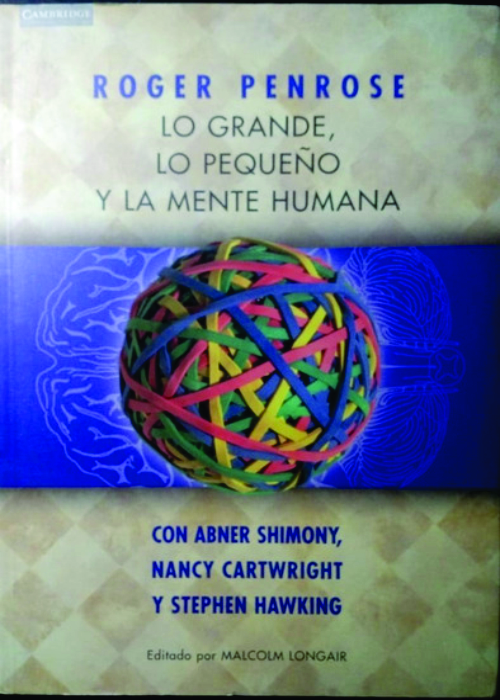 CAMBRIDGE
ROGER PENROSE
LO GRANDE,
LO PEQUEÑO
Y LA MENTE HUMANA
CON ABNER SHIMONY,
NANCY CARTWRIGHT
Y STEPHEN HAWKING
Editado por MALCOLM LONGAIR